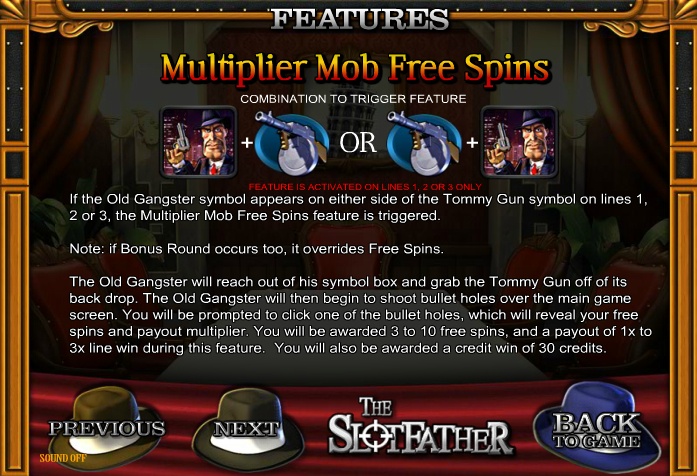 FEATURES
Multiplier Mob Free Spins
COMBINATION TO TRIGGER FEATURE
+ OR +
FEATURE IS ACTIVATED ON LINES 1, 2 OR 3 ONLY
If the Old Gangster symbol appears on either side of the Tommy Gun symbol on lines 1,
2 or 3, the Multiplier Mob Free Spins feature is triggered.
Note: if Bonus Round occurs too, it overrides Free Spins.
The Old Gangster will reach out of his symbol box and grab the Tommy Gun off of its
back drop. The Old Gangster will then begin to shoot bullet holes over the main game
screen. You will be prompted to click one of the bullet holes, which will reveal your free
spins and payout multiplier. You will be awarded 3 to 10 free spins, and a payout of 1x to
3x line win during this feature. You will also be awarded a credit win of 30 credits.
PREVIOUS
NEXT
THE
SLOTFATHER
BACK
TO GAME
SOUND OFF